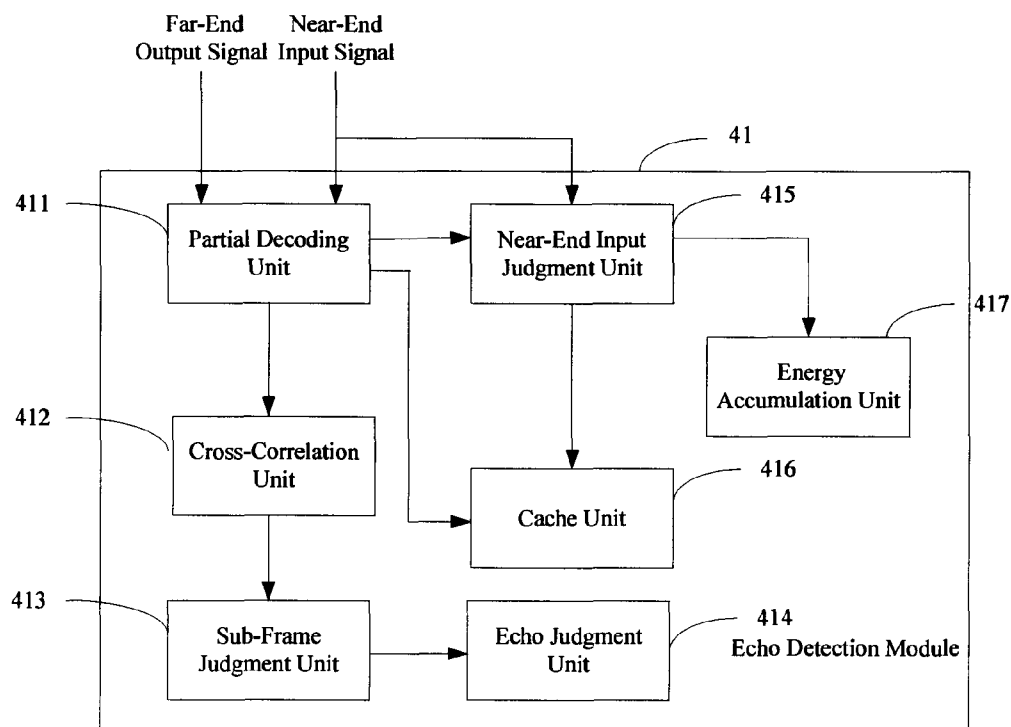 Far-End
Output Signal
Near-End
Input Signal
41
411
Partial Decoding
Unit
Near-End Input
Judgment Unit
415
417
Energy
Accumulation Unit
412
Cross-Correlation
Unit
Cache Unit
416
413
Sub-Frame
Judgment Unit
Echo Judgment
Unit
414
Echo Detection Module